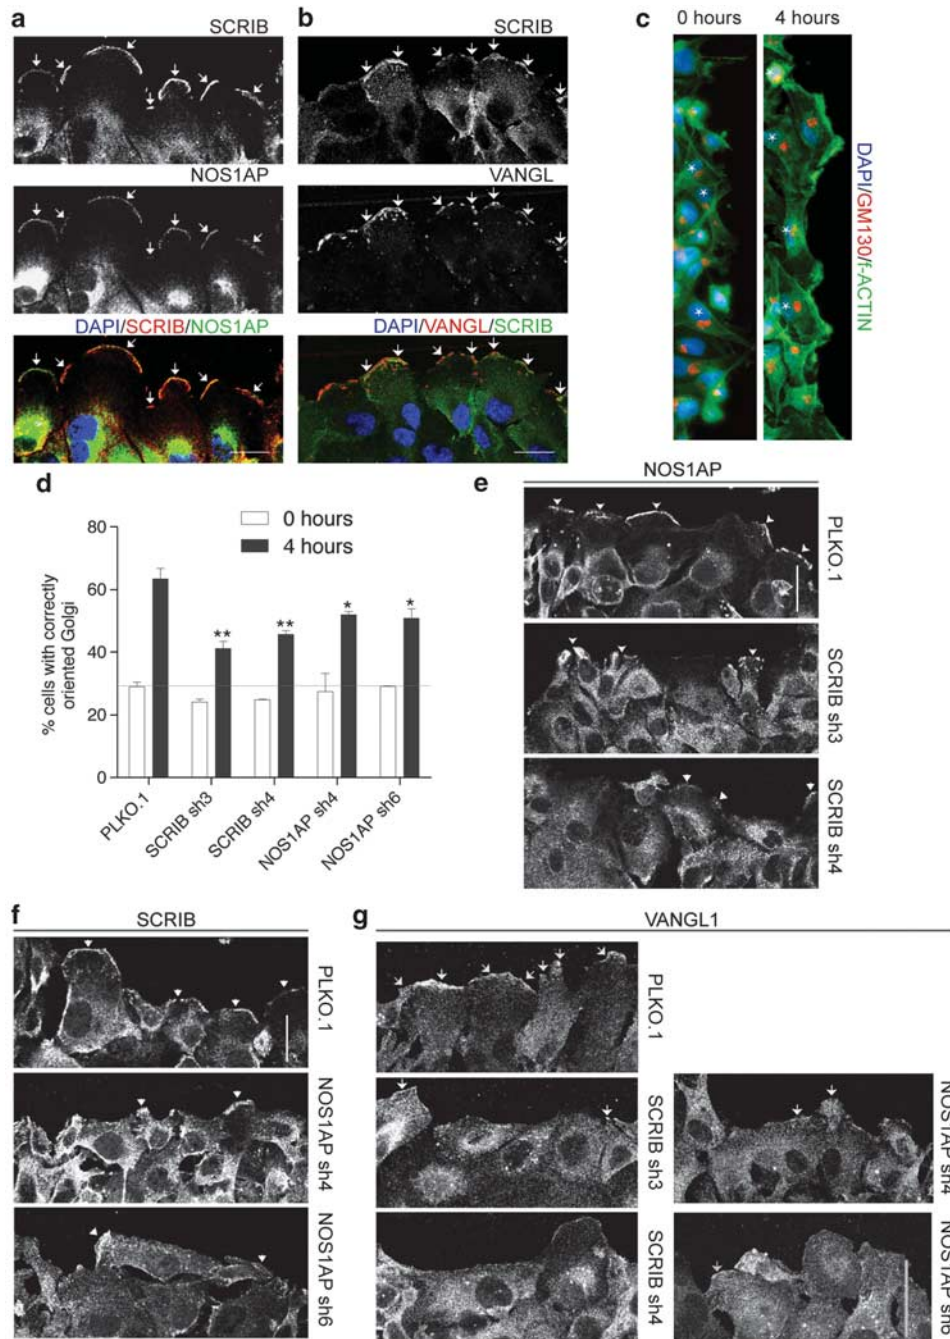 a
SCRIB
NOS1AP
DAPI/SCRIB/NOS1AP
b
SCRIB
VANGL
DAPI/VANGL/SCRIB
c
0 hours
4 hours
DAPI/GM130/f-ACTIN
d
0 hours
4 hours
% cells with correctly
oriented Golgi
80
60
40
20
0
**
**
*
*
PLKO.1
SCRIB sh3
SCRIB sh4
NOS1AP sh4
NOS1AP sh6
e
NOS1AP
PLKO.1
SCRIB sh3
SCRIB sh4
f
SCRIB
PLKO.1
NOS1AP sh4
NOS1AP sh6
g
VANGL1
PLKO.1
SCRIB sh3
SCRIB sh4
NOS1AP sh4
NOS1AP sh6